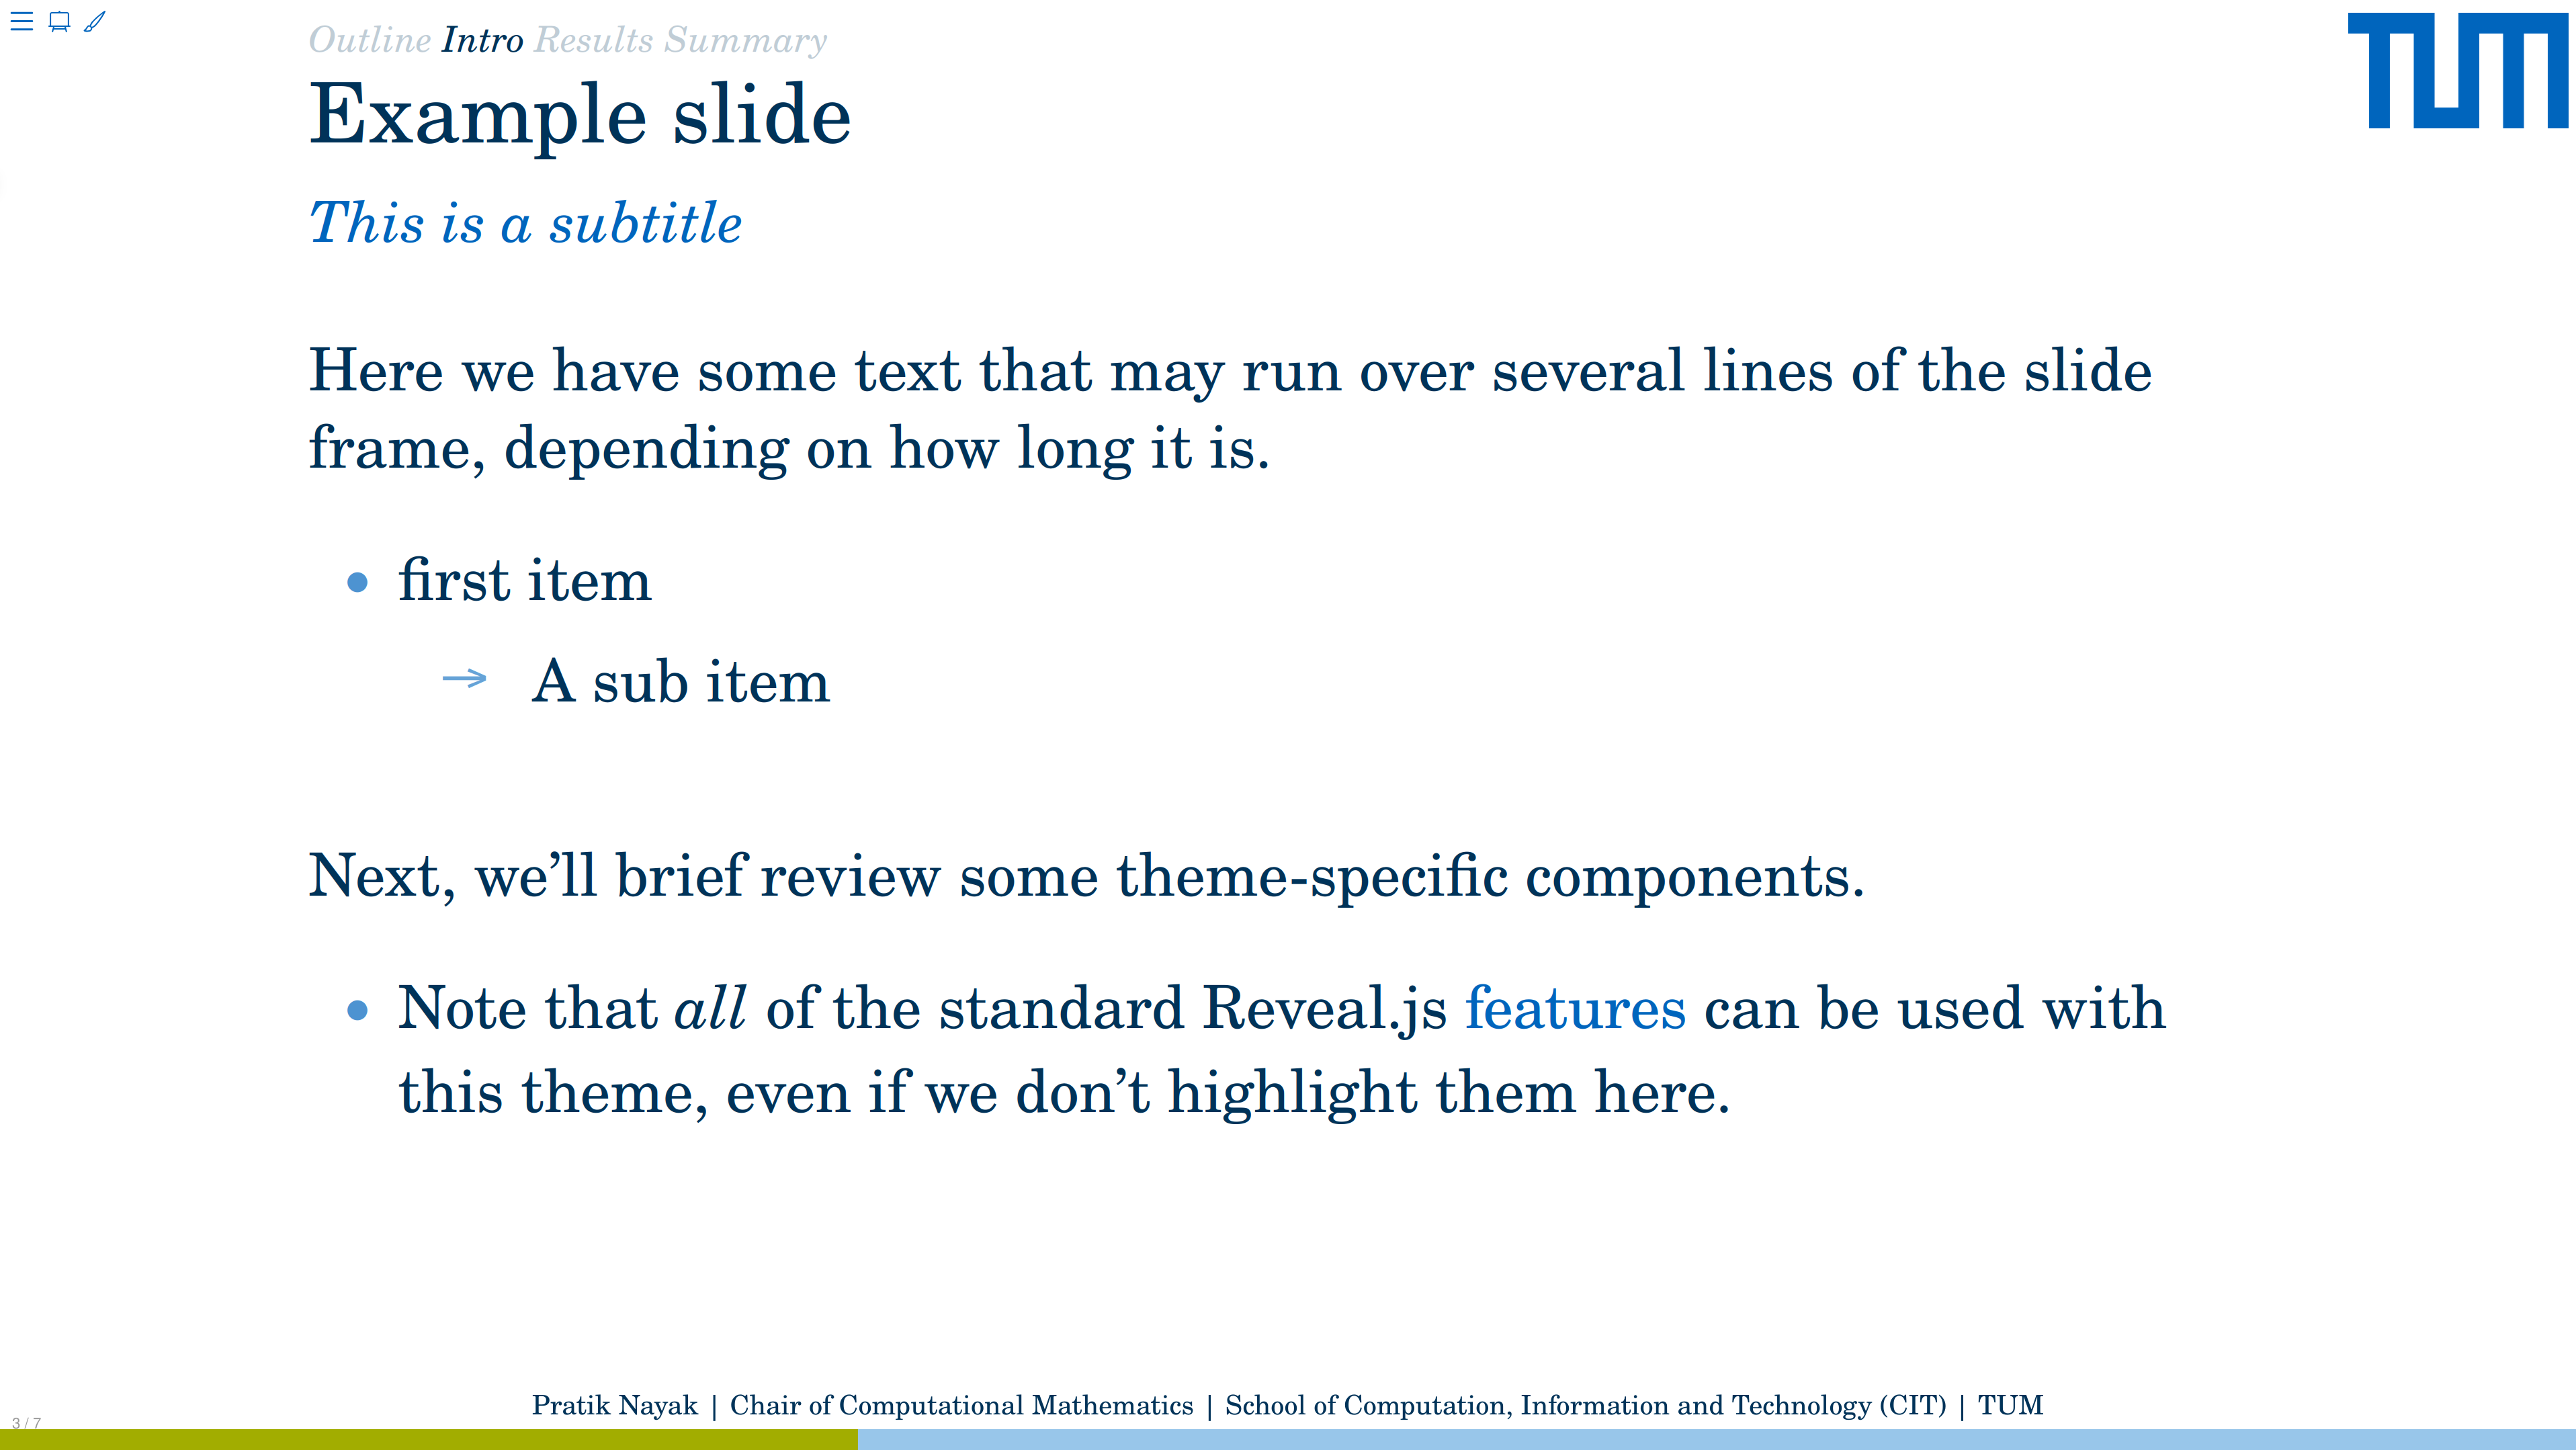 Outline Intro Results Summary
TUM
Example slide
This is a subtitle
Here we have some text that may run over several lines of the slide
frame, depending on how long it is.
• first item
→ A sub item
Next, we’ll brief review some theme-specific components.
• Note that all of the standard Reveal.js features can be used with
this theme, even if we don’t highlight them here.
Pratik Nayak | Chair of Computational Mathematics | School of Computation, Information and Technology (CIT) | TUM
3 / 7